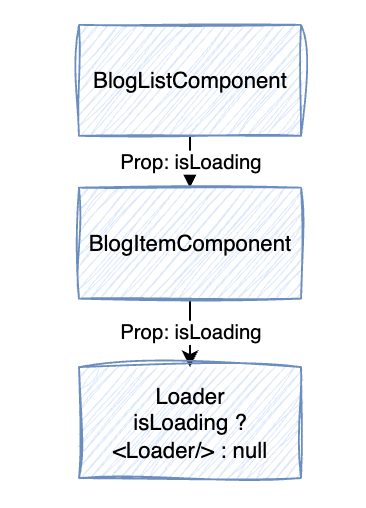 BlogListComponent
Prop: isLoading
BlogItemComponent
Prop: isLoading
Loader
isLoading ?
<Loader/> : null